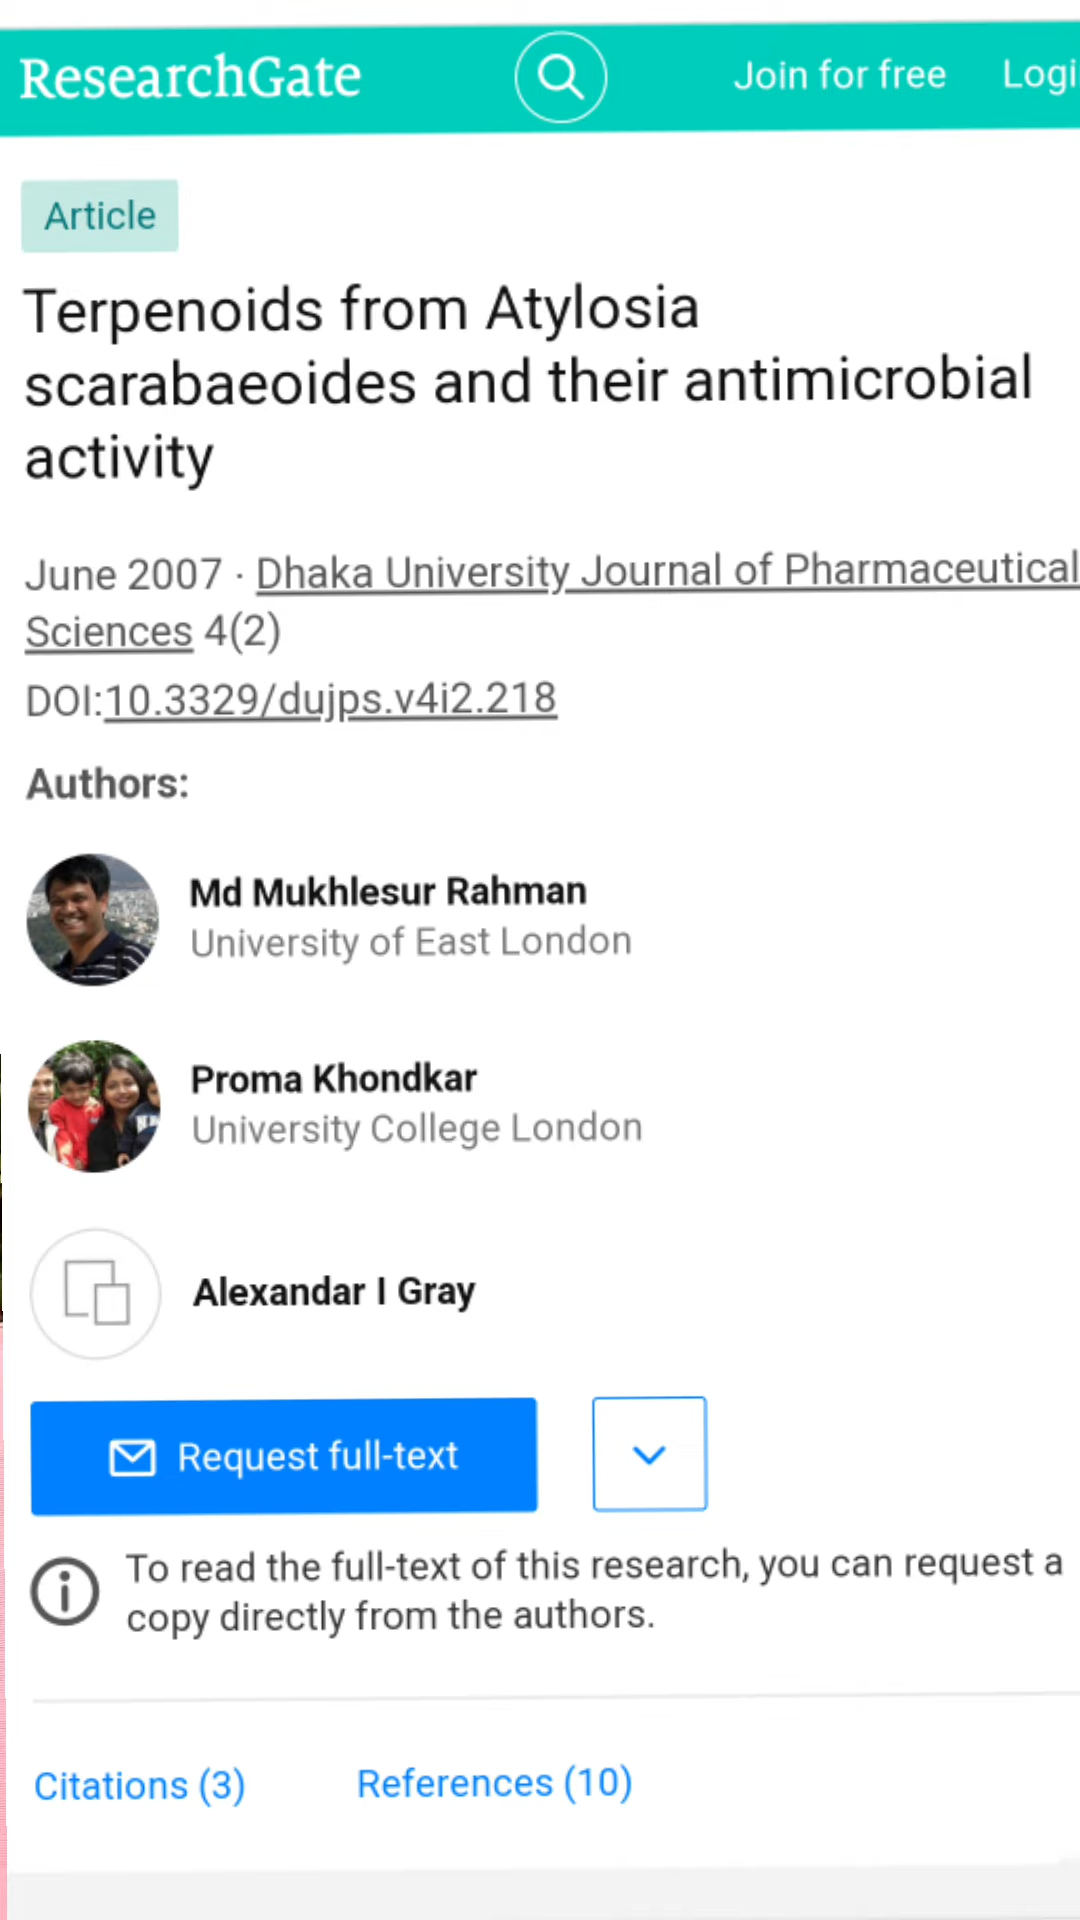 ResearchGate
Join for free
Logi
Article
Terpenoids from Atylosia
scarabaeoides and their antimicrobial
activity
June 2007 · Dhaka University Journal of Pharmaceutical
Sciences 4(2)
DOI:10.3329/dujps.v4i2.218
Authors:
Md Mukhlesur Rahman
University of East London
Proma Khondkar
University College London
Alexandar I Gray
Request full-text
To read the full-text of this research, you can request a
copy directly from the authors.
Citations (3)
References (10)